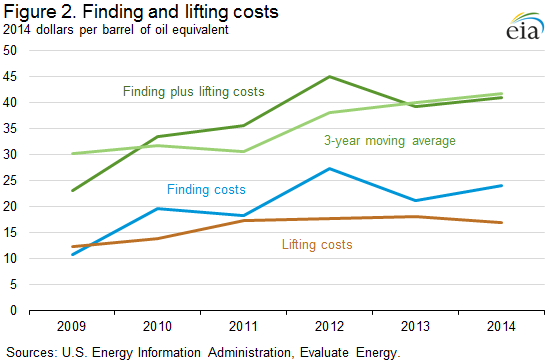 Figure 2. Finding and lifting costs
2014 dollars per barrel of oil equivalent
eia
50
45
40
35
30
25
20
15
10
5
0
Finding plus lifting costs
3-year moving average
Finding costs
Lifting costs
2009 2010 2011 2012 2013 2014
Sources: U.S. Energy Information Administration, Evaluate Energy.